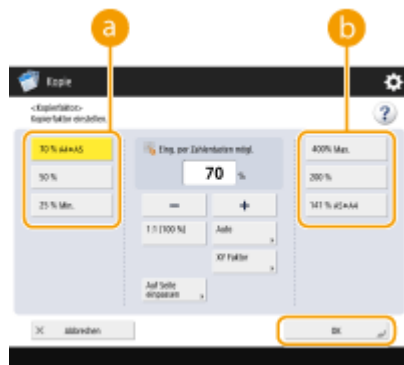 a
b
Kopie
<Kopierfaktor>
Kopierfaktor einstellen.
?
70 % A4➔A5
50 %
25 % Min.
Eing. per Zahlentasten mögl.
70 %
−
+
1:1 (100 %)
Auto
XY Faktor
Auf Seite
einpassen
400% Max.
200 %
141 % A5➔A4
× Abbrechen
OK